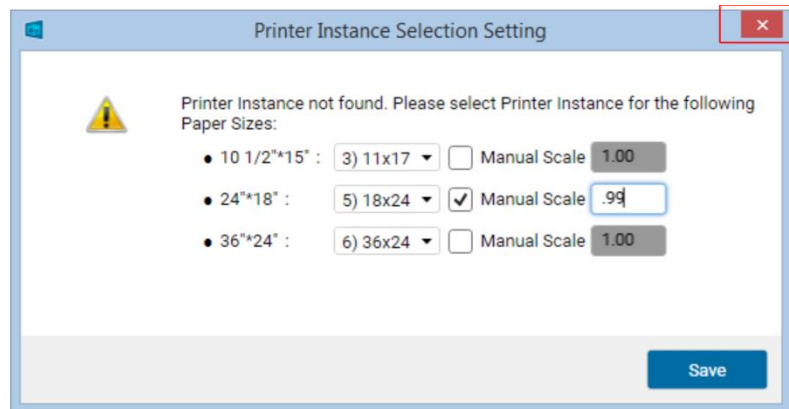 Printer Instance Selection Setting
Printer Instance not found. Please select Printer Instance for the following
Paper Sizes:
● 10 1/2"*15" : 3) 11x17 Manual Scale 1.00
● 24"*18" : 5) 18x24 Manual Scale .99
● 36"*24" : 6) 36x24 Manual Scale 1.00
Save